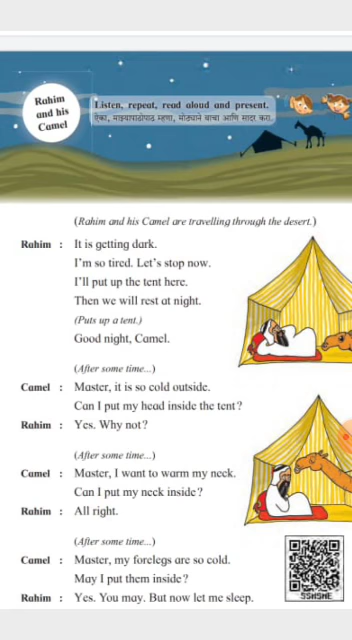 Rahim
and his
Camel
Listen, repeat, read aloud and present.
ऐका, माझ्यापाठोपाठ म्हणा, मोठ्याने वाचा आणि सादर करा.
(Rahim and his Camel are travelling through the desert.)
Rahim : It is getting dark.
I'm so tired. Let's stop now.
I'll put up the tent here.
Then we will rest at night.
(Puts up a tent.)
Good night, Camel.
(After some time...)
Camel : Master, it is so cold outside.
Can I put my head inside the tent?
Rahim : Yes. Why not?
(After some time...)
Camel : Master, I want to warm my neck.
Can I put my neck inside?
Rahim : All right.
(After some time...)
Camel : Master, my forelegs are so cold.
May I put them inside?
Rahim : Yes. You may. But now let me sleep.
5SHSHE